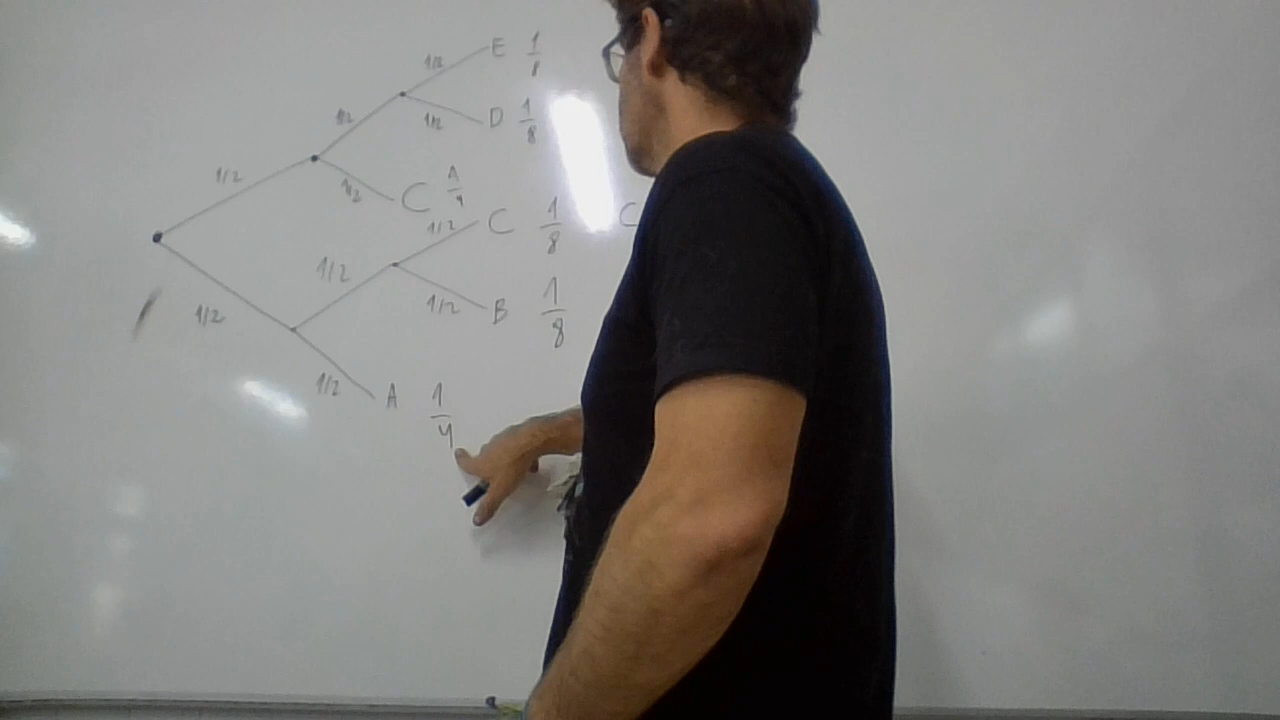 1/2 E 1/8
1/2
1/2 D 1/8
1/2
1/2 C 1/4
1/2 C 1/8 C
1/2
1/2 B 1/8
1/2
1/2 A 1/4